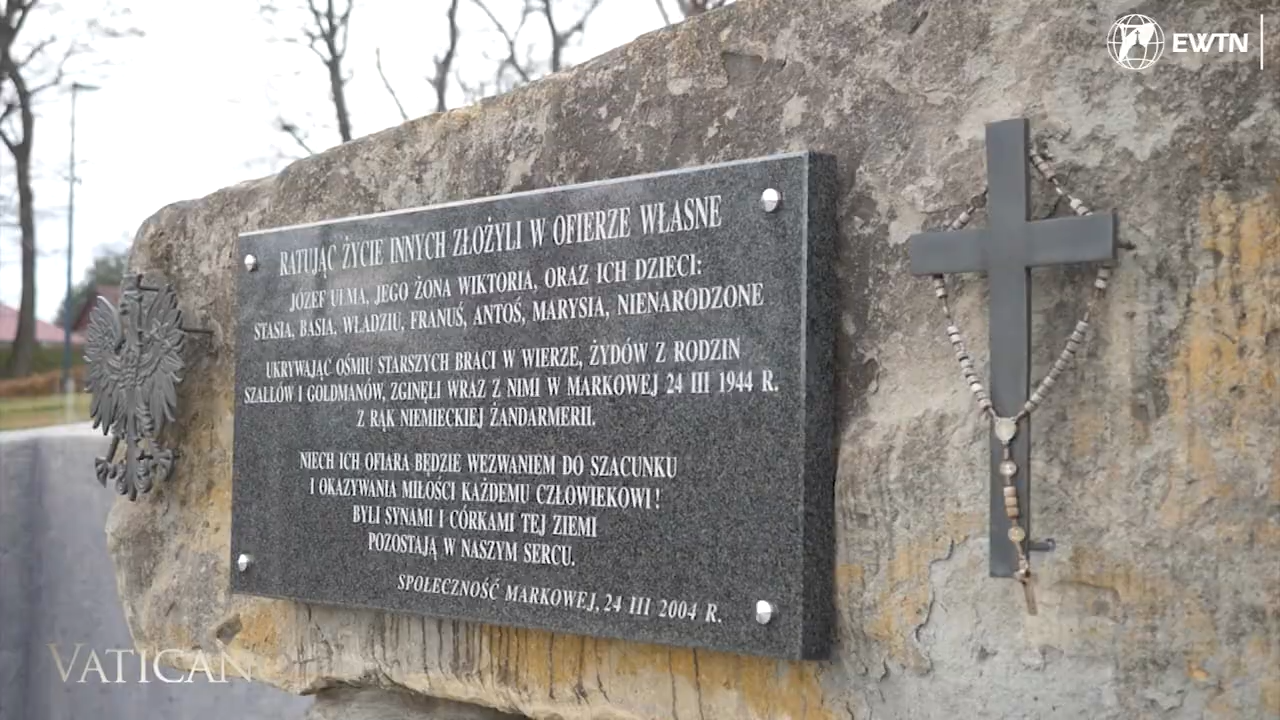 EWTN
RATUJĄC ŻYCIE INNYCH ZŁOŻYLI W OFIERZE WŁASNE
JÓZEF ULMA, JEGO ŻONA WIKTORIA, ORAZ ICH DZIECI:
STASIA, BASIA, WŁADZIU, FRANUŚ, ANTOŚ, MARYSIA, NIENARODZONE
UKRYWAJĄC OŚMIU STARSZYCH BRACI W WIERZE, ŻYDÓW Z RODZIN
SZALLÓW I GOLDMANÓW, ZGINĘLI WRAZ Z NIMI W MARKOWEJ 24 III 1944 R.
Z RĄK NIEMIECKIEJ ŻANDARMERII.
NIECH ICH OFIARA BĘDZIE WEZWANIEM DO SZACUNKU
I OKAZYWANIA MIŁOŚCI KAŻDEMU CZŁOWIEKOWI !
BYLI SYNAMI I CÓRKAMI TEJ ZIEMI
POZOSTAJĄ W NASZYM SERCU.
SPOŁECZNOŚĆ MARKOWEJ, 24 III 2004 R.
VATICAN